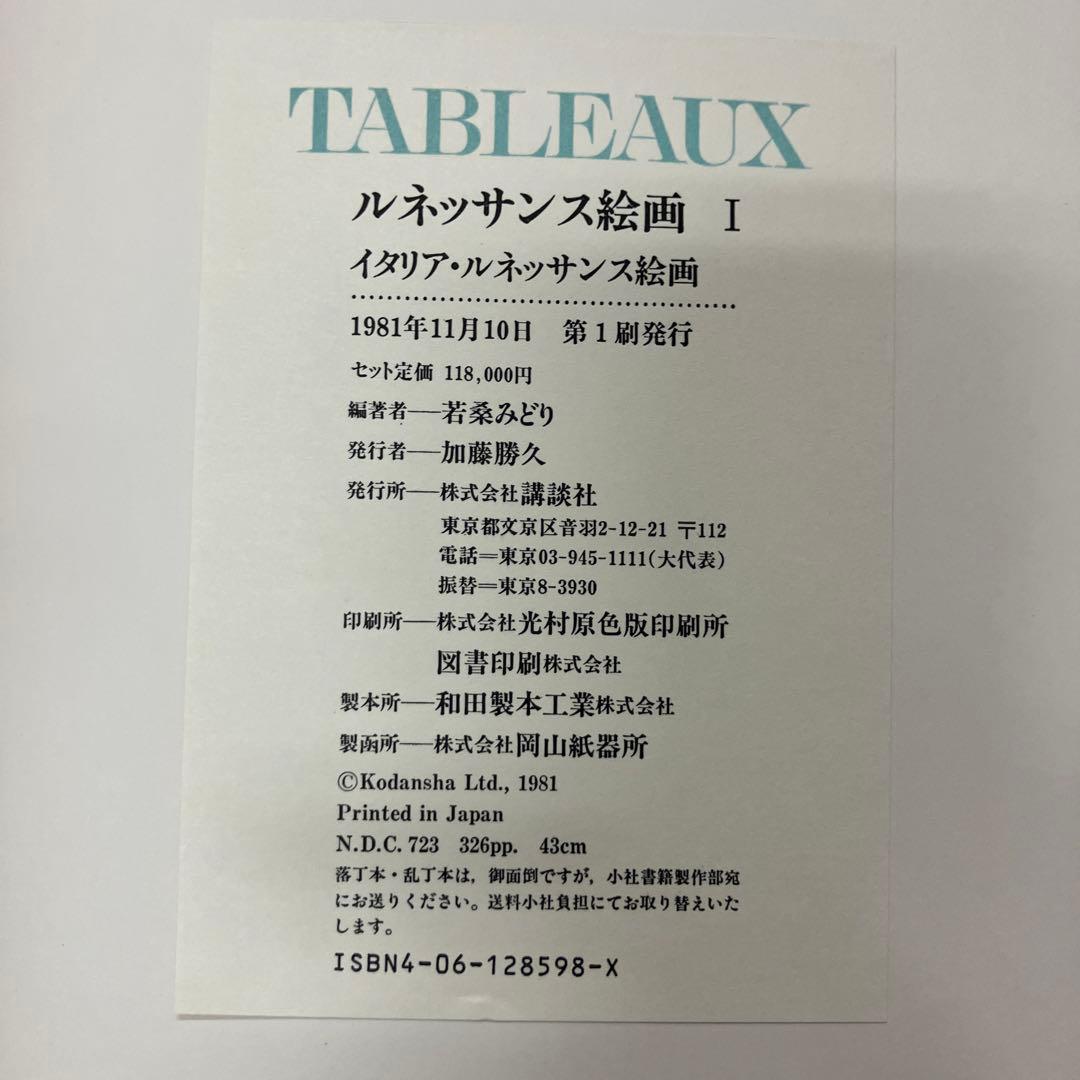 TABLEAUX
ルネッサンス絵画 I
イタリア・ルネッサンス絵画
1981年11月10日 第1刷発行
セット定価 118,000円
編著者──若桑みどり
発行者──加藤勝久
発行所──株式会社講談社
東京都文京区音羽2-12-21 〒112
電話＝東京03-945-1111(大代表)
振替＝東京8-3930
印刷所──株式会社光村原色版印刷所
図書印刷株式会社
製本所──和田製本工業株式会社
製函所──株式会社岡山紙器所
©Kodansha Ltd., 1981
Printed in Japan
N.D.C. 723 326pp. 43cm
落丁本・乱丁本は，御面倒ですが，小社書籍製作部宛
にお送りください。送料小社負担にてお取り替えいた
します。
ISBN4-06-128598-X